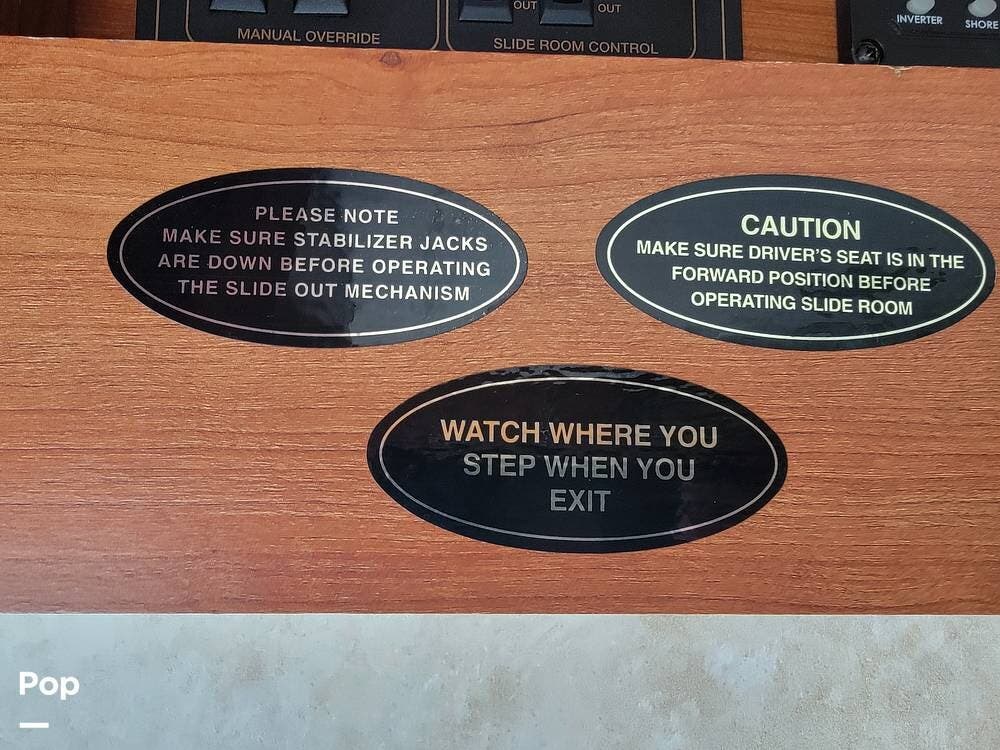 OUT
OUT
MANUAL OVERRIDE
SLIDE ROOM CONTROL
INVERTER
SHORE
PLEASE NOTE
MAKE SURE STABILIZER JACKS
ARE DOWN BEFORE OPERATING
THE SLIDE OUT MECHANISM
CAUTION
MAKE SURE DRIVER'S SEAT IS IN THE
FORWARD POSITION BEFORE
OPERATING SLIDE ROOM
WATCH WHERE YOU
STEP WHEN YOU
EXIT
Pop